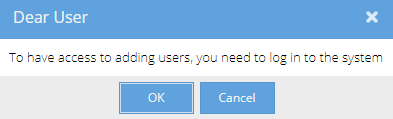 Dear User
To have access to adding users, you need to log in to the system
OK Cancel